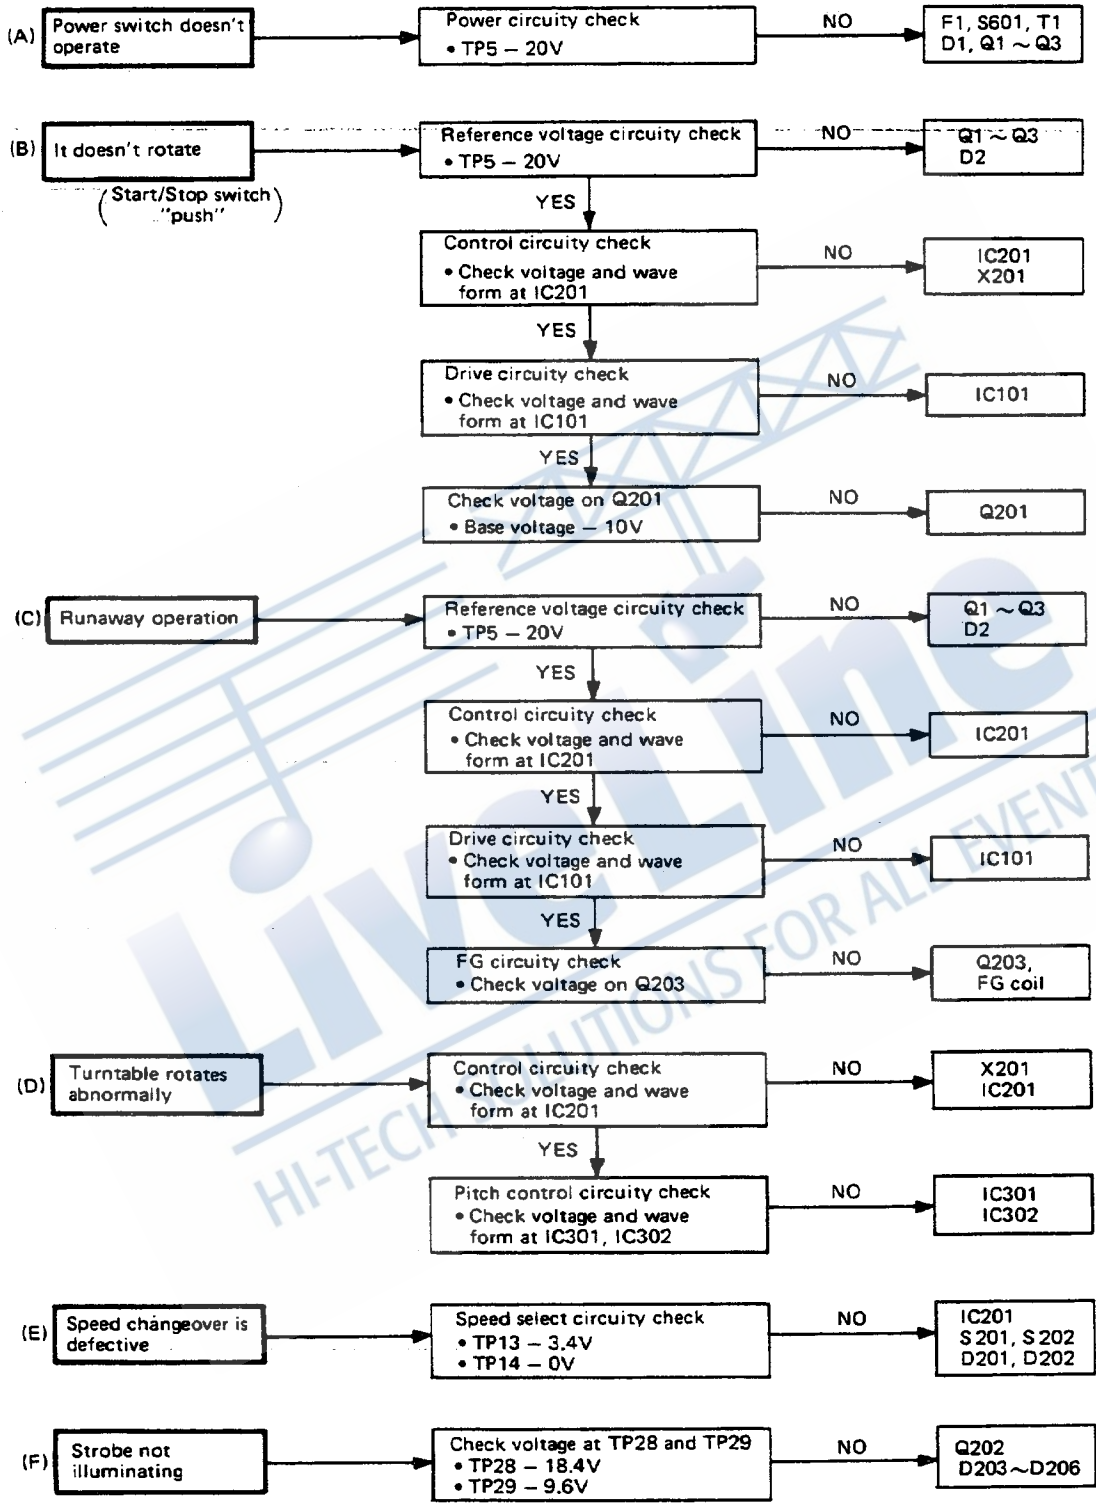 (A) Power switch doesn't
operate
Power circuity check
• TP5 – 20V
NO
F1, S601, T1
D1, Q1 ~ Q3
(B) It doesn't rotate
(Start/Stop switch
"push")
Reference voltage circuity check
• TP5 – 20V
NO
Q1 ~ Q3
D2
YES
Control circuity check
• Check voltage and wave
form at IC201
NO
IC201
X201
YES
Drive circuity check
• Check voltage and wave
form at IC101
NO
IC101
YES
Check voltage on Q201
• Base voltage – 10V
NO
Q201
(C) Runaway operation
Reference voltage circuity check
• TP5 – 20V
NO
Q1 ~ Q3
D2
YES
Control circuity check
• Check voltage and wave
form at IC201
NO
IC201
YES
Drive circuity check
• Check voltage and wave
form at IC101
NO
IC101
YES
FG circuity check
• Check voltage on Q203
NO
Q203,
FG coil
(D) Turntable rotates
abnormally
Control circuity check
• Check voltage and wave
form at IC201
NO
X201
IC201
YES
Pitch control circuity check
• Check voltage and wave
form at IC301, IC302
NO
IC301
IC302
(E) Speed changeover is
defective
Speed select circuity check
• TP13 – 3.4V
• TP14 – 0V
NO
IC201
S201, S202
D201, D202
(F) Strobe not
illuminating
Check voltage at TP28 and TP29
• TP28 – 18.4V
• TP29 – 9.6V
NO
Q202
D203~D206
LiveLine
HI-TECH SOLUTIONS FOR ALL EVENT